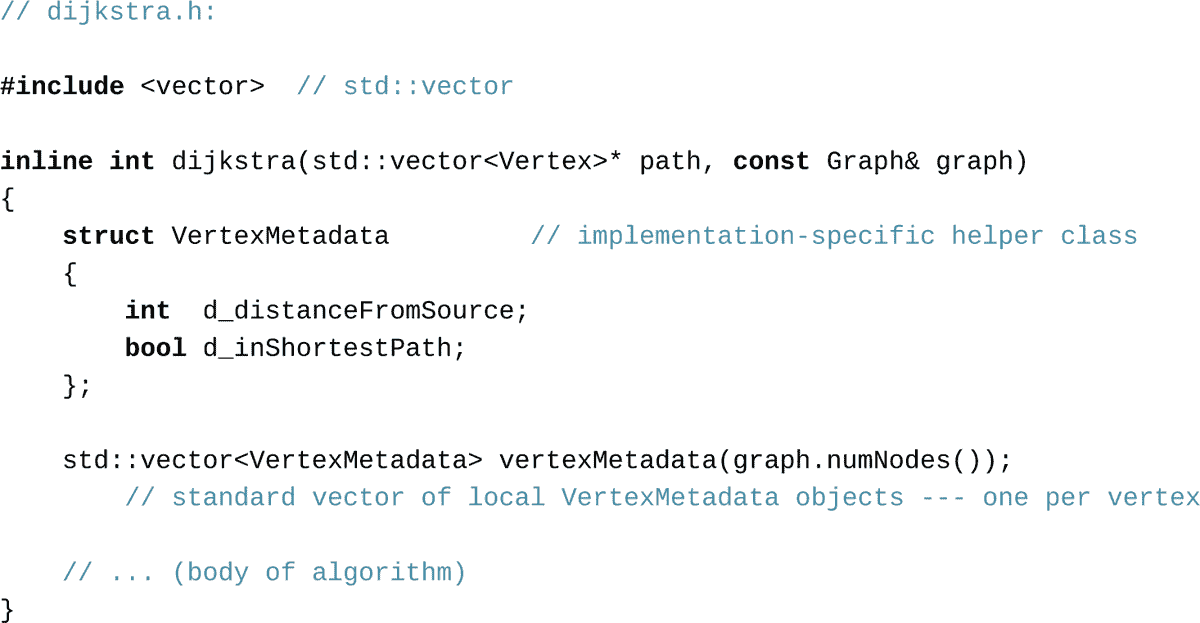 // dijkstra.h:

#include <vector>  // std::vector

inline int dijkstra(std::vector<Vertex>* path, const Graph& graph)
{
    struct VertexMetadata         // implementation-specific helper class
    {
        int  d_distanceFromSource;
        bool d_inShortestPath;
    };

    std::vector<VertexMetadata> vertexMetadata(graph.numNodes());
        // standard vector of local VertexMetadata objects --- one per vertex

    // ... (body of algorithm)
}